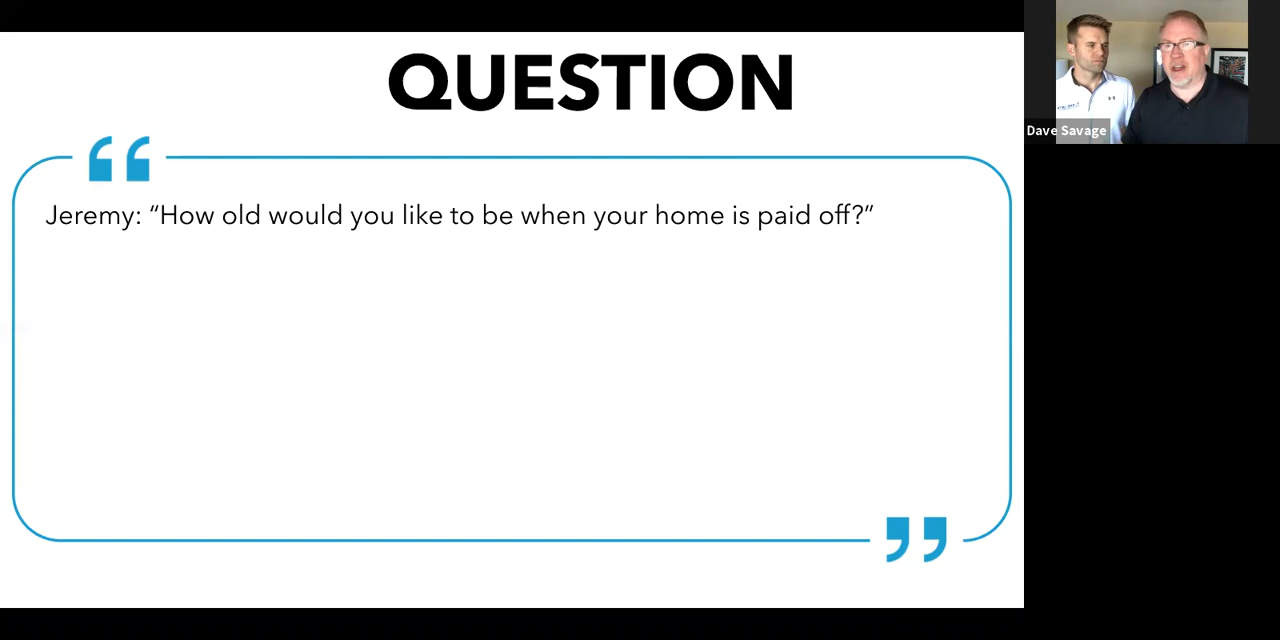 QUESTION
“
Jeremy: “How old would you like to be when your home is paid off?”
”
Dave Savage